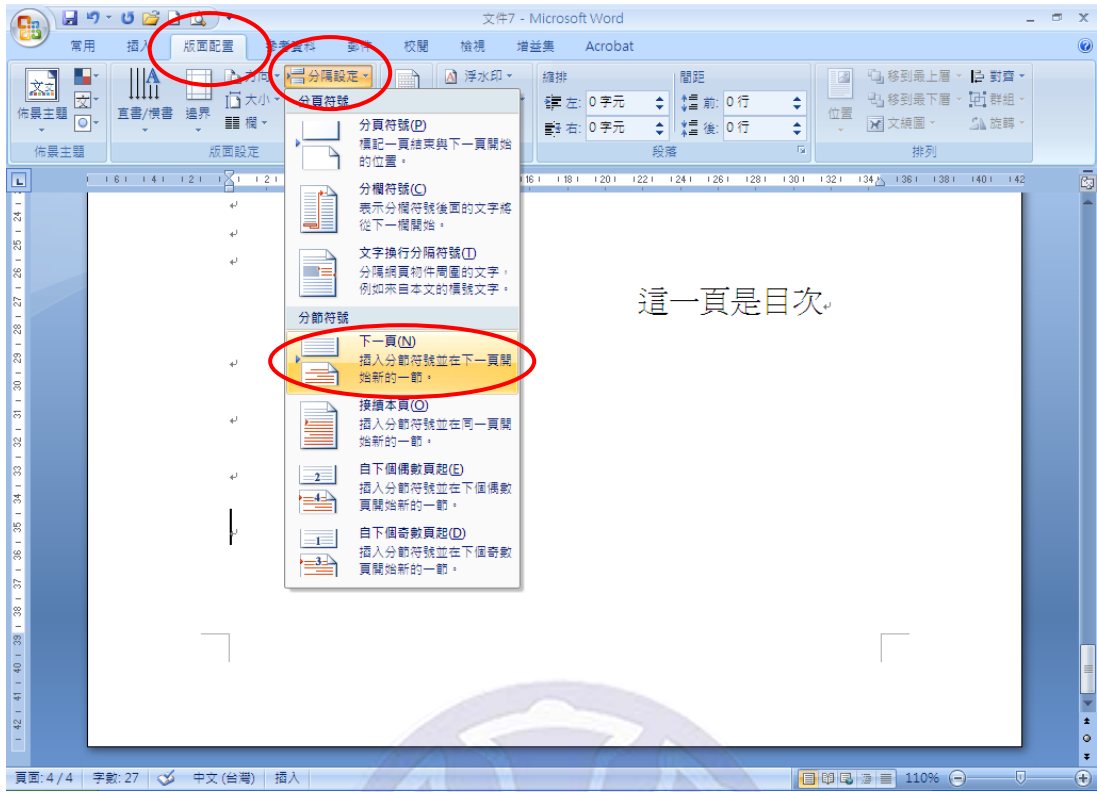 文件7 - Microsoft Word
常用 插入 版面配置 參考資料 郵件 校閱 檢視 增益集 Acrobat
佈景主題
直書/橫書
邊界
方向
大小
欄
分隔設定
浮水印
縮排
左: 0 字元
右: 0 字元
間距
前: 0 行
後: 0 行
位置
移到最上層
移到最下層
文繞圖
對齊
群組
旋轉
佈景主題 版面設定 段落 排列
分頁符號
分頁符號(P)
標記一頁結束與下一頁開始
的位置。
分欄符號(C)
表示分欄符號後面的文字將
從下一欄開始。
文字換行分隔符號(T)
分隔網頁物件周圍的文字，
例如來自本文的標號文字。
分節符號
下一頁(N)
插入分節符號並在下一頁開
始新的一節。
接續本頁(O)
插入分節符號並在同一頁開
始新的一節。
自下個偶數頁起(E)
插入分節符號並在下個偶數
頁開始新的一節。
自下個奇數頁起(D)
插入分節符號並在下個奇數
頁開始新的一節。
這一頁是目次
頁面: 4 / 4 字數: 27 中文 (台灣) 插入 110%